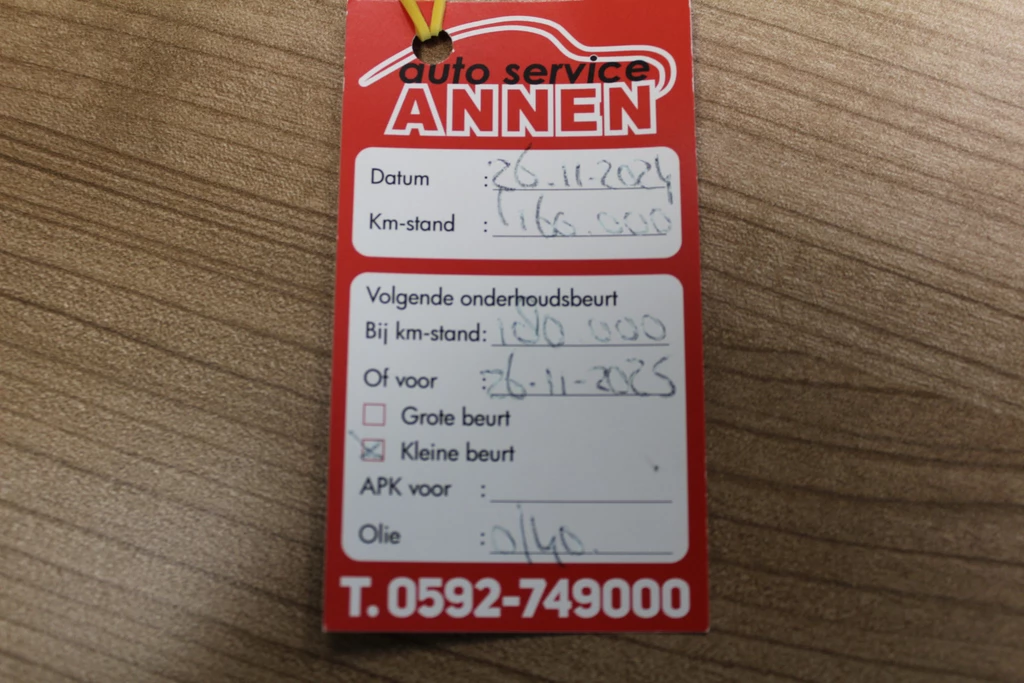 auto service
ANNEN
Datum : 26-11-2024
Km-stand : 160.000
Volgende onderhoudsbeurt
Bij km-stand: 180 000
Of voor : 26-11-2025
Grote beurt
Kleine beurt
APK voor :
Olie : 0/40.
T. 0592-749000